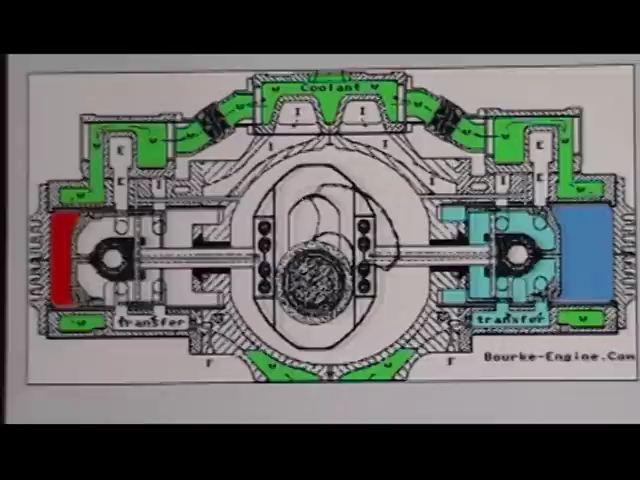 Coolant
I I
E E
I I
E E
I I
transfer
transfer
Bourke-Engine.Com
F F